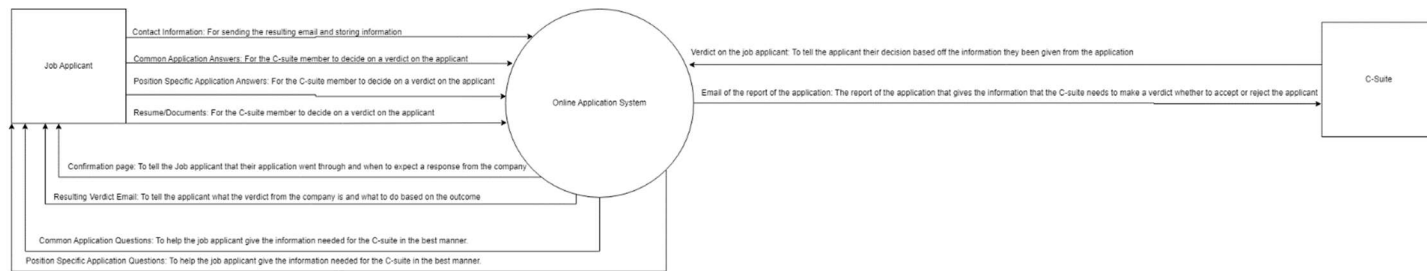 Job Applicant
Contact Information: For sending the resulting email and storing information
Common Application Answers: For the C-suite member to decide on a verdict on the applicant
Position Specific Application Answers: For the C-suite member to decide on a verdict on the applicant
Resume/Documents: For the C-suite member to decide on a verdict on the applicant
Online Application System
Verdict on the job applicant: To tell the applicant their decision based off the information they been given from the application
Email of the report of the application: The report of the application that gives the information that the C-suite needs to make a verdict whether to accept or reject the applicant
C-Suite
Confirmation page: To tell the Job applicant that their application went through and when to expect a response from the company
Resulting Verdict Email: To tell the applicant what the verdict from the company is and what to do based on the outcome
Common Application Questions: To help the job applicant give the information needed for the C-suite in the best manner.
Position Specific Application Questions: To help the job applicant give the information needed for the C-suite in the best manner.